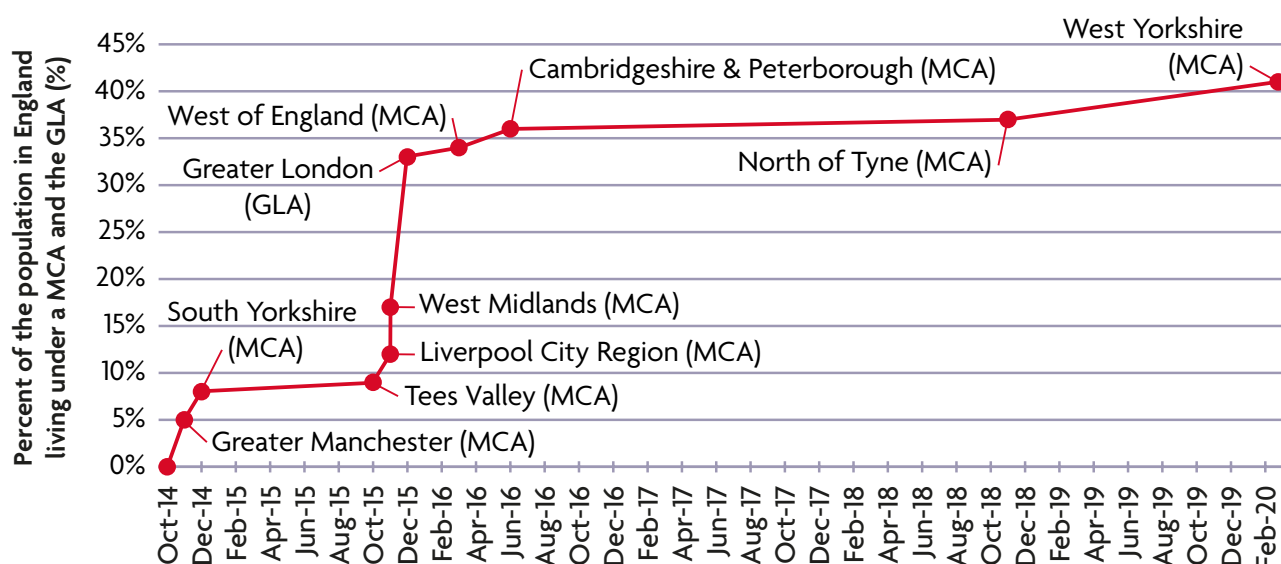 Percent of the population in England
living under a MCA and the GLA (%)
45%
40%
35%
30%
25%
20%
15%
10%
5%
0%
West Yorkshire
(MCA)
Cambridgeshire & Peterborough (MCA)
West of England (MCA)
Greater London
(GLA)
North of Tyne (MCA)
South Yorkshire
(MCA)
West Midlands (MCA)
Liverpool City Region (MCA)
Tees Valley (MCA)
Greater Manchester (MCA)
Oct-14
Dec-14
Feb-15
Apr-15
Jun-15
Aug-15
Oct-15
Dec-15
Feb-16
Apr-16
Jun-16
Aug-16
Oct-16
Dec-16
Feb-17
Apr-17
Jun-17
Aug-17
Oct-17
Dec-17
Feb-18
Apr-18
Jun-18
Aug-18
Oct-18
Dec-18
Feb-19
Apr-19
Jun-19
Aug-19
Oct-19
Dec-19
Feb-20